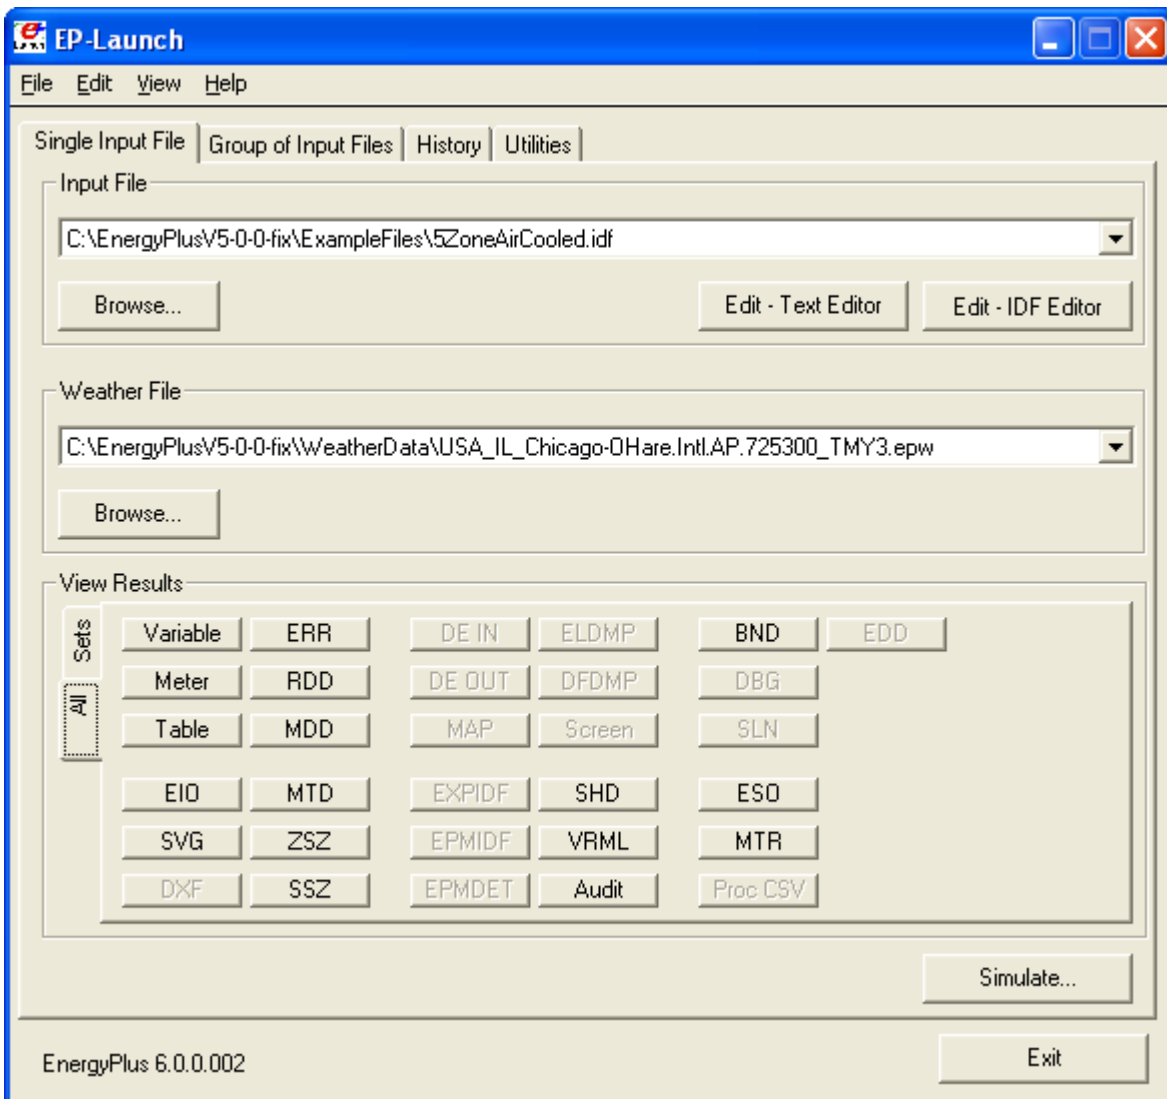 EP-Launch
File Edit View Help
Single Input File Group of Input Files History Utilities
Input File
C:\EnergyPlusV5-0-0-fix\ExampleFiles\5ZoneAirCooled.idf
Browse... Edit - Text Editor Edit - IDF Editor
Weather File
C:\EnergyPlusV5-0-0-fix\WeatherData\USA_IL_Chicago-OHare.Intl.AP.725300_TMY3.epw
Browse...
View Results
Sets
All
Variable ERR DE IN ELDMP BND EDD
Meter RDD DE OUT DFDMP DBG
Table MDD MAP Screen SLN
EIO MTD EXPIDF SHD ESO
SVG ZSZ EPMIDF VRML MTR
DXF SSZ EPMDET Audit Proc CSV
Simulate...
EnergyPlus 6.0.0.002 Exit